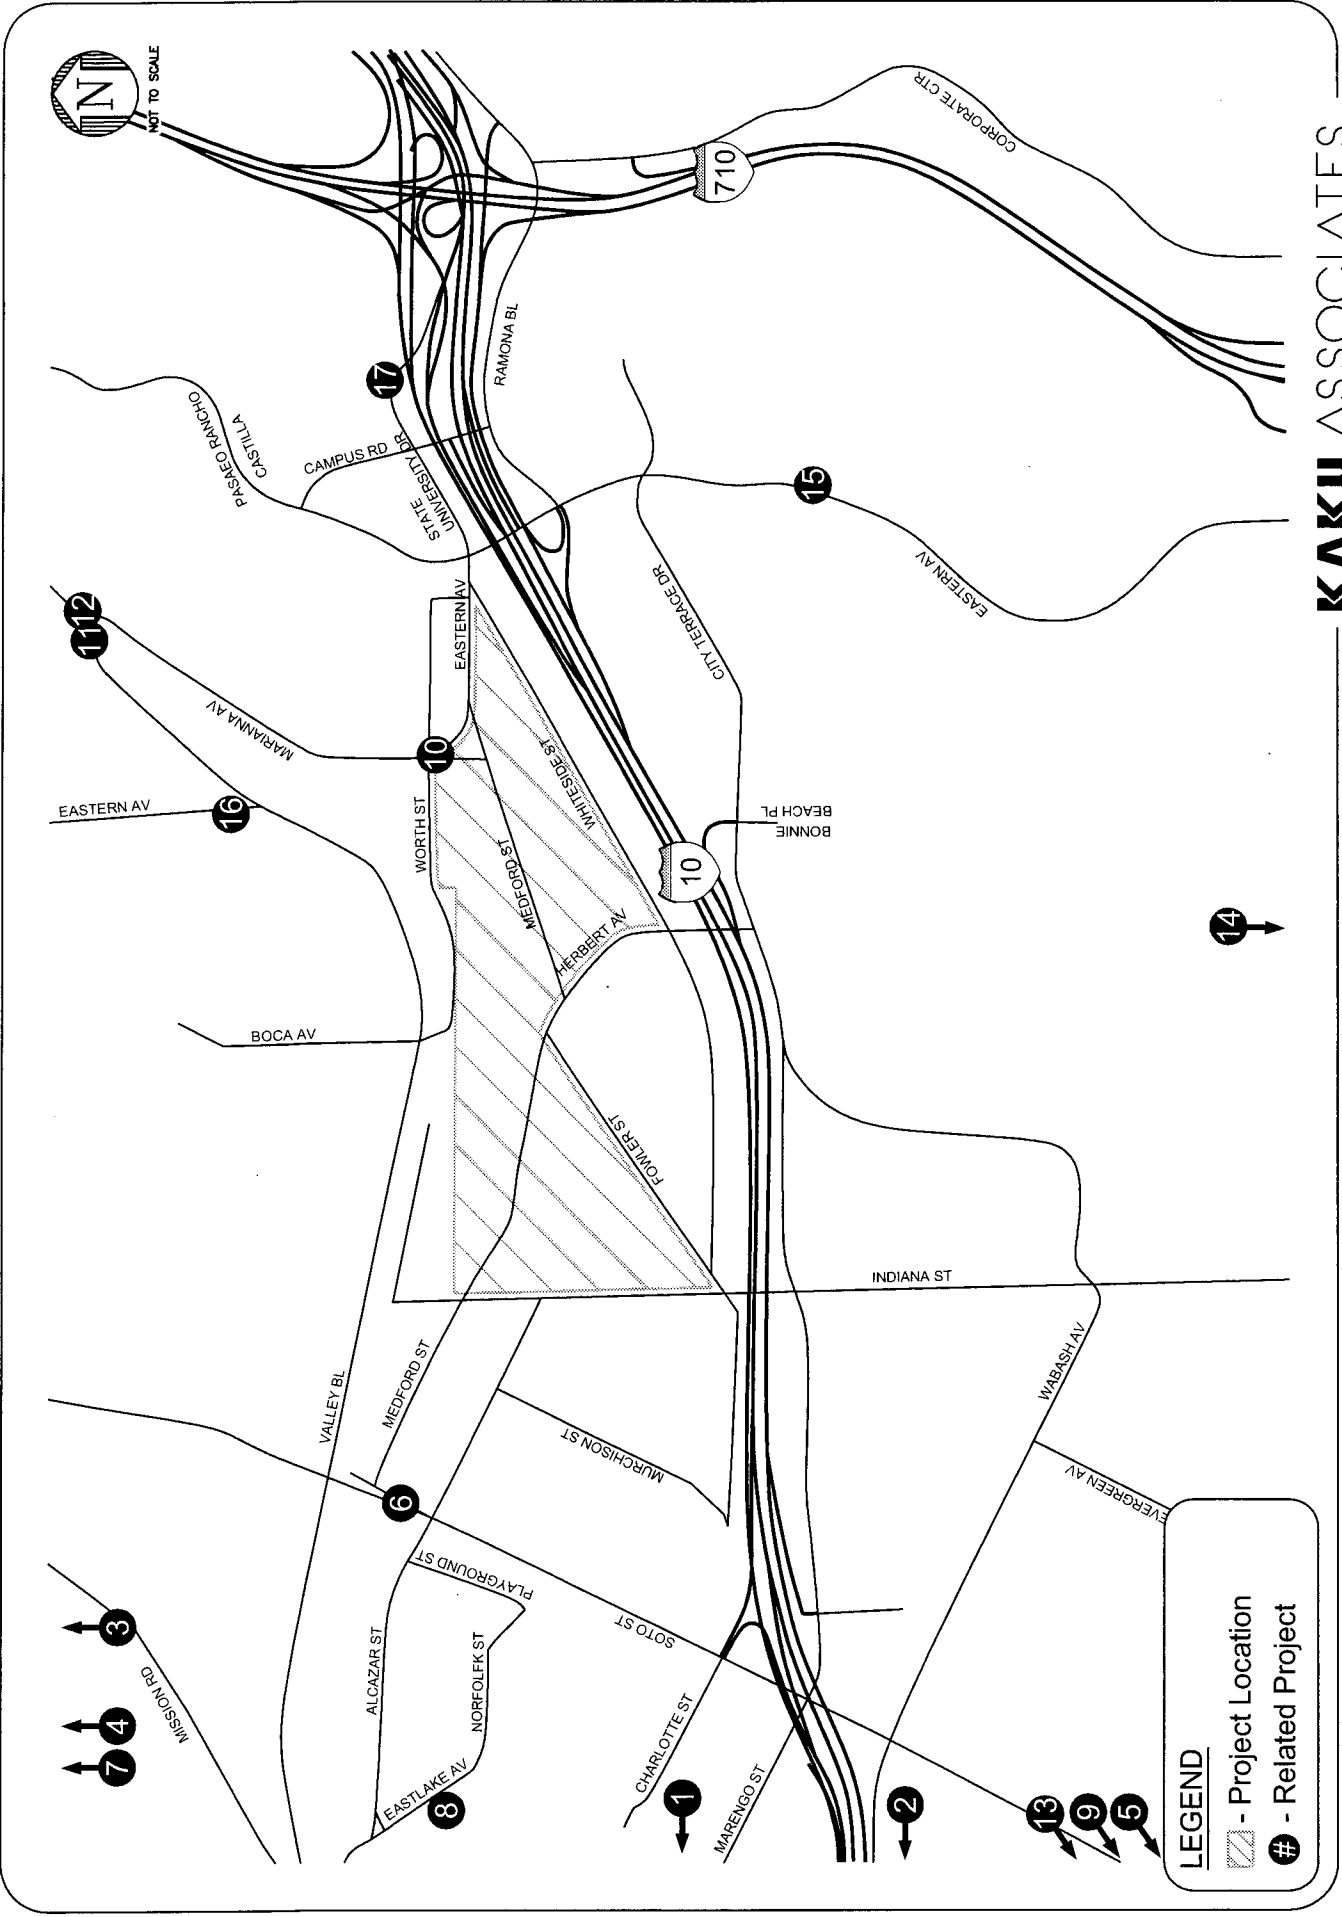 N
NOT TO SCALE
710
CORPORATE CTR
17
RAMONA BL
PASAEO RANCHO
CASTILLA
CAMPUS RD
STATE
UNIVERSITY DR
15
EASTERN AV
CITY TERRACE DR
12
11
EASTERN AV
MARIANNA AV
10
16
EASTERN AV
WORTH ST
WHITESIDE ST
MEDFORD ST
BONNIE
BEACH PL
10
HERBERT AV
14
BOCA AV
FOWLER ST
INDIANA ST
VALLEY BL
MEDFORD ST
WABASH AV
MURCHISON ST
EVERGREEN AV
6
PLAYGROUND ST
SOTO ST
3
4
7
MISSION RD
ALCAZAR ST
NORFOLFK ST
EASTLAKE AV
8
CHARLOTTE ST
MARENGO ST
1
2
13
9
5
LEGEND
- Project Location
# - Related Project
KAKU ASSOCIATES